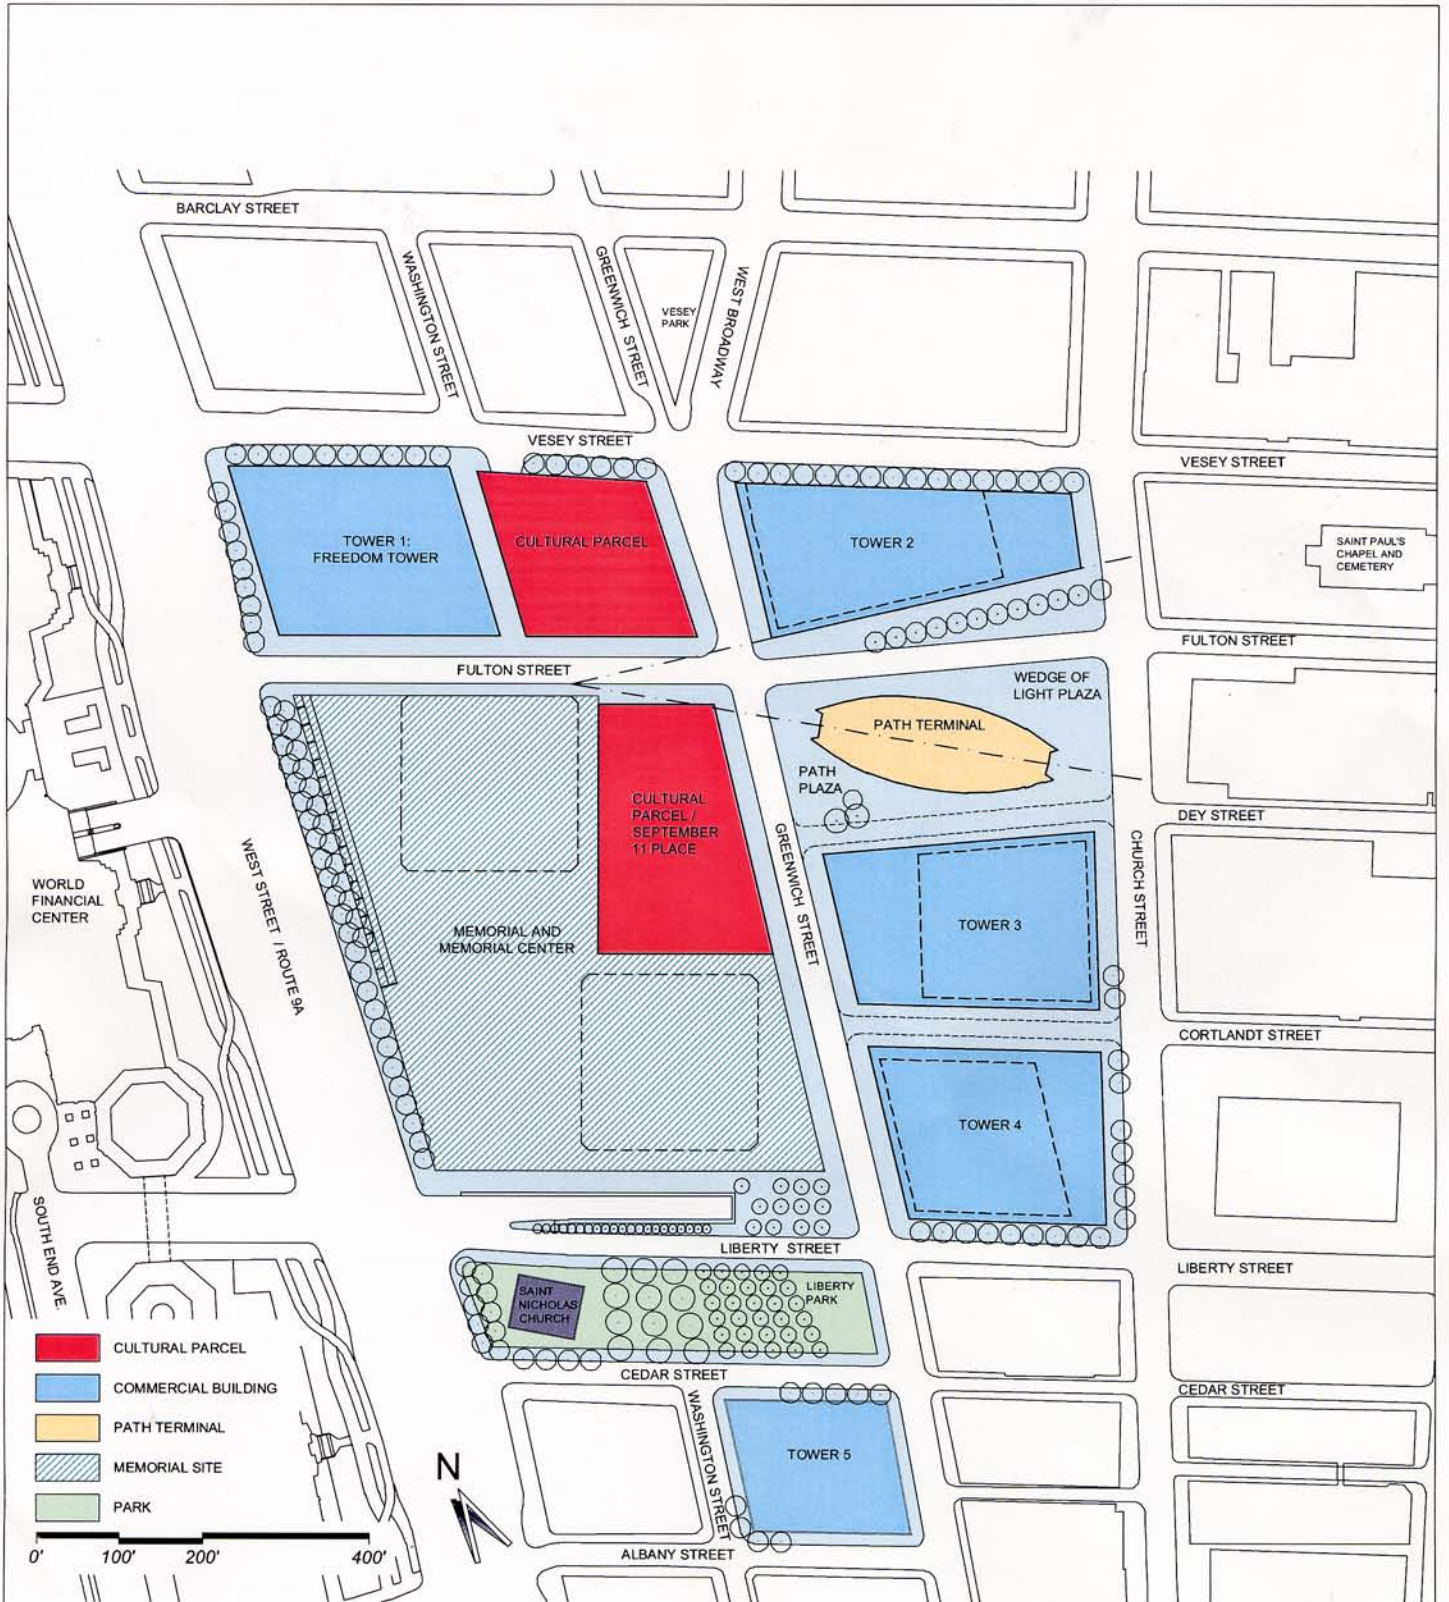 BARCLAY STREET
WASHINGTON STREET
GREENWICH STREET
VESEY
PARK
WEST BROADWAY
VESEY STREET
VESEY STREET
TOWER 1:
FREEDOM TOWER
CULTURAL PARCEL
TOWER 2
SAINT PAUL'S
CHAPEL AND
CEMETERY
FULTON STREET
FULTON STREET
WEDGE OF
LIGHT PLAZA
PATH TERMINAL
PATH
PLAZA
CULTURAL
PARCEL /
SEPTEMBER
11 PLACE
DEY STREET
GREENWICH STREET
CHURCH STREET
WEST STREET / ROUTE 9A
WORLD
FINANCIAL
CENTER
MEMORIAL AND
MEMORIAL CENTER
TOWER 3
CORTLANDT STREET
TOWER 4
SOUTH END AVE.
LIBERTY STREET
LIBERTY STREET
SAINT
NICHOLAS
CHURCH
LIBERTY
PARK
CEDAR STREET
CEDAR STREET
WASHINGTON STREET
TOWER 5
ALBANY STREET
CULTURAL PARCEL
COMMERCIAL BUILDING
PATH TERMINAL
MEMORIAL SITE
PARK
N
0' 100' 200' 400'